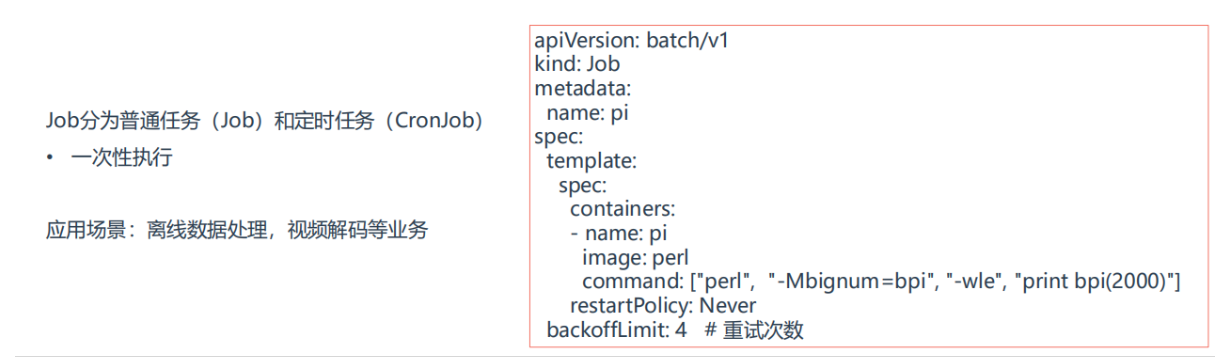 Job分为普通任务（Job）和定时任务（CronJob）
• 一次性执行
应用场景：离线数据处理，视频解码等业务
apiVersion: batch/v1
kind: Job
metadata:
  name: pi
spec:
  template:
    spec:
      containers:
      - name: pi
        image: perl
        command: ["perl",  "-Mbignum=bpi", "-wle", "print bpi(2000)"]
      restartPolicy: Never
  backoffLimit: 4   # 重试次数